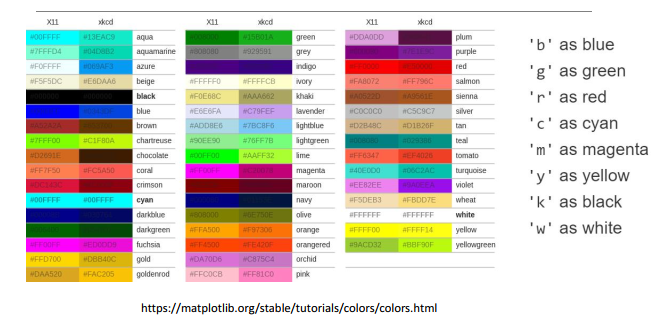 X11 xkcd
#00FFFF #13EAC9 aqua
#7FFFD4 #04D8B2 aquamarine
#F0FFFF #069AF3 azure
#F5F5DC #E6DAA6 beige
black
blue
brown
#7FFF00 #C1F80A chartreuse
#D2691E chocolate
#FF7F50 #FC5A50 coral
#DC143C crimson
#00FFFF #00FFFF cyan
darkblue
darkgreen
#FF00FF #ED0DD9 fuchsia
#FFD700 #DBB40C gold
#DAA520 #FAC205 goldenrod
X11 xkcd
#15B01A green
#808080 #929591 grey
indigo
#FFFFF0 #FFFFCB ivory
#F0E68C #AAA662 khaki
#E6E6FA #C79FEF lavender
#ADD8E6 #7BC8F6 lightblue
#90EE90 #76FF7B lightgreen
#00FF00 #AAFF32 lime
#FF00FF magenta
maroon
navy
#808000 #6E750E olive
#FFA500 #F97306 orange
#FF4500 #FE420F orangered
#DA70D6 #C875C4 orchid
#FFC0CB #FF81C0 pink
X11 xkcd
#DDA0DD plum
purple
red
#FA8072 #FF796C salmon
#A0522D #A9561E sienna
#C0C0C0 #C5C9C7 silver
#D2B48C #D1B26F tan
teal
#FF6347 #EF4026 tomato
#40E0D0 #06C2AC turquoise
#EE82EE violet
#F5DEB3 #FBDD7E wheat
#FFFFFF #FFFFFF white
#FFFF00 #FFFF14 yellow
#9ACD32 #BBF90F yellowgreen
'b' as blue
'g' as green
'r' as red
'c' as cyan
'm' as magenta
'y' as yellow
'k' as black
'w' as white
https://matplotlib.org/stable/tutorials/colors/colors.html